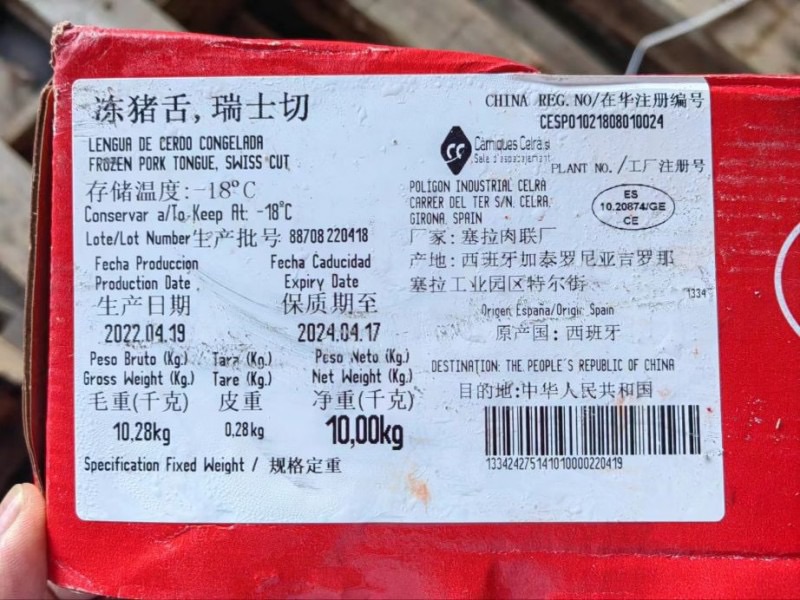 冻猪舌, 瑞士切
LENGUA DE CERDO CONGELADA
FROZEN PORK TONGUE, SWISS CUT
存储温度:-18°C
Conservar a/To Keep At: -18°C
Lote/Lot Number 生产批号 88708220418
Fecha Produccion Fecha Caducidad
Production Date Expiry Date
生产日期 保质期至
2022.04.19 2024.04.17
Peso Bruto (Kg.) / Tara (Kg.) Peso Neto (Kg.)
Gross Weight (Kg.) Tare (Kg.) Net Weight (Kg.)
毛重(千克) 皮重 净重(千克)
10,28kg 0,28kg 10,00kg
Specification Fixed Weight / 规格定重
CHINA REG. NO/在华注册编号
CESP01021808010024
Càrniques Celrà sl
Sala d'especejament
PLANT NO./工厂注册号
ES
10.20874/GE
CE
POLIGON INDUSTRIAL CELRA
CARRER DEL TER S/N. CELRA.
GIRONA. SPAIN
厂家:塞拉肉联厂
产地:西班牙加泰罗尼亚吉罗那
塞拉工业园区特尔街
1334
Origen España/Origin Spain
原产国:西班牙
DESTINATION: THE PEOPLE'S REPUBLIC OF CHINA
目的地:中华人民共和国
133424275141010000220419